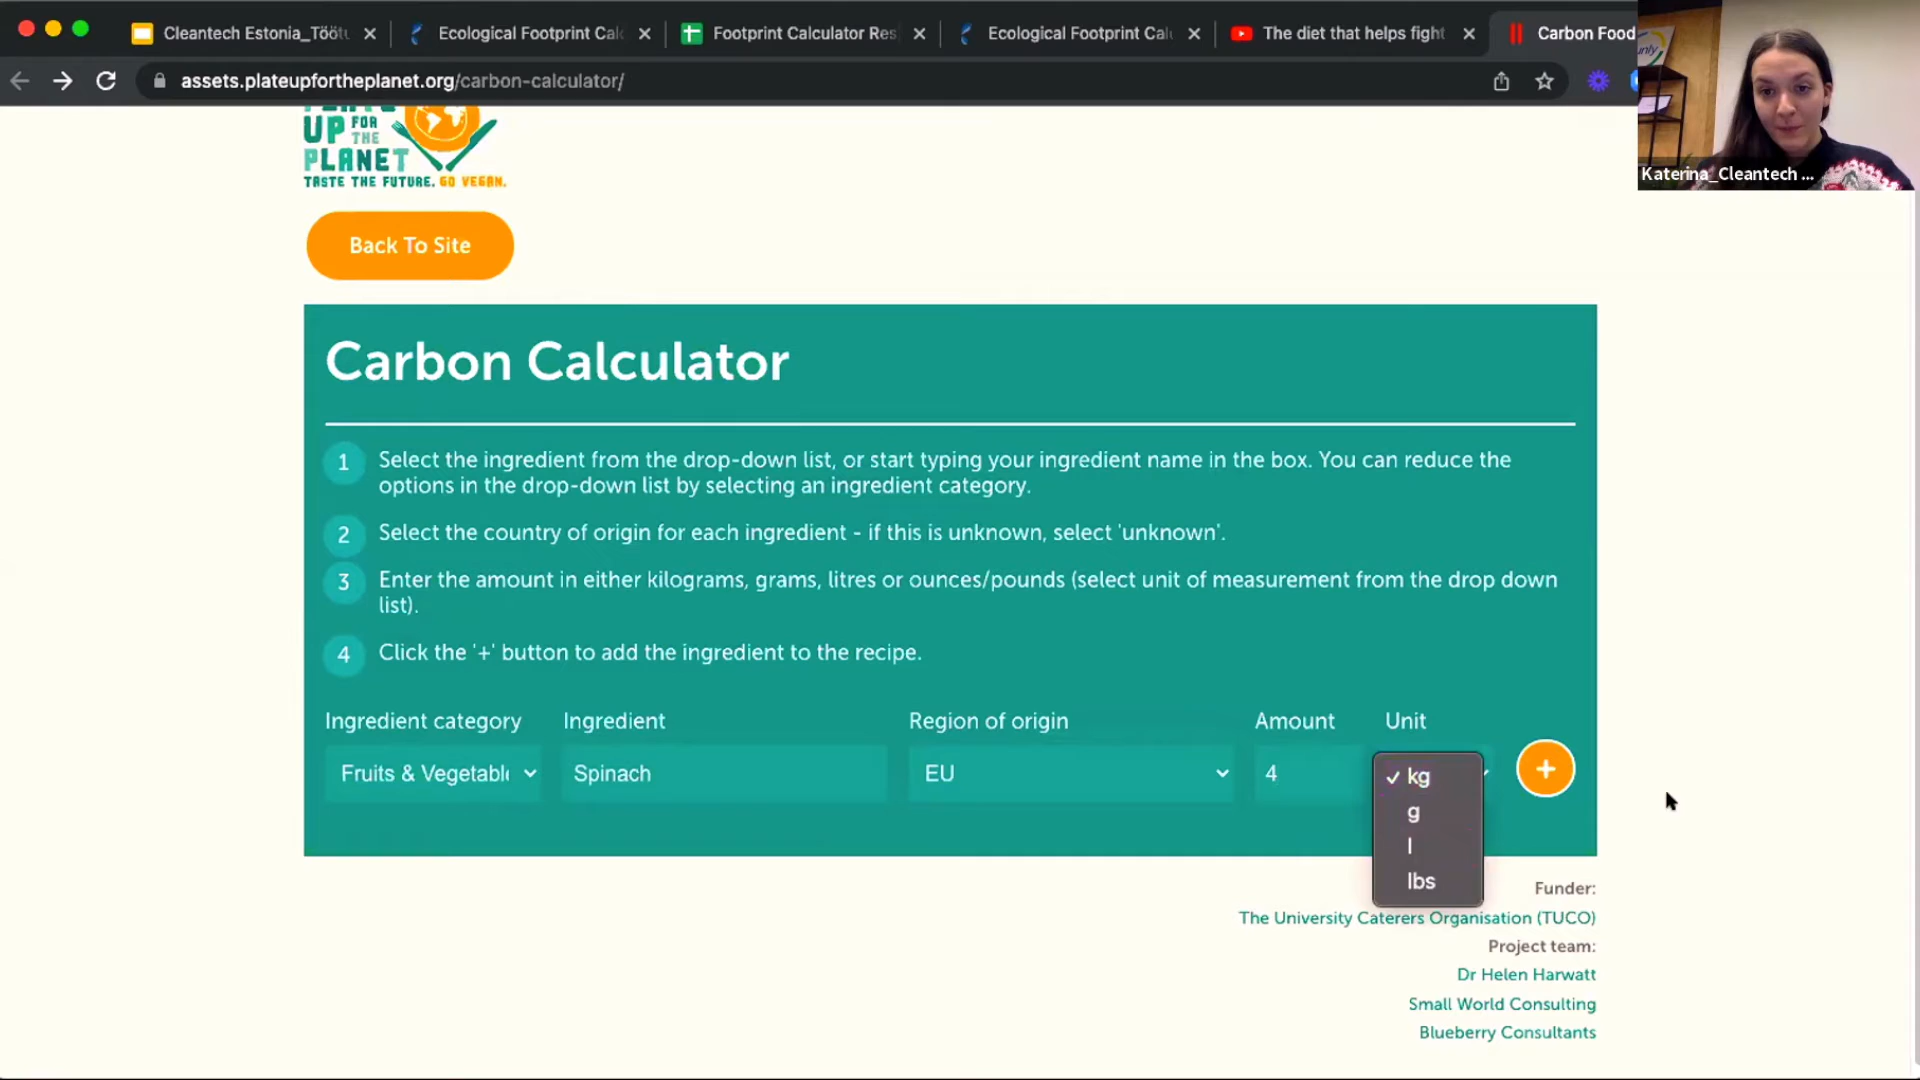 Cleantech Estonia_Töötu
Ecological Footprint Calc
Footprint Calculator Res
Ecological Footprint Calc
The diet that helps fight
Carbon Food
assets.plateupfortheplanet.org/carbon-calculator/
Katerina_Cleantech ...
UP FOR
THE
PLANET
TASTE THE FUTURE. GO VEGAN.
Back To Site
Carbon Calculator
1 Select the ingredient from the drop-down list, or start typing your ingredient name in the box. You can reduce the
options in the drop-down list by selecting an ingredient category.
2 Select the country of origin for each ingredient - if this is unknown, select 'unknown'.
3 Enter the amount in either kilograms, grams, litres or ounces/pounds (select unit of measurement from the drop down
list).
4 Click the '+' button to add the ingredient to the recipe.
Ingredient category Ingredient Region of origin Amount Unit
Fruits & Vegetabl Spinach EU 4
✓ kg
g
l
lbs
+
Funder:
The University Caterers Organisation (TUCO)
Project team:
Dr Helen Harwatt
Small World Consulting
Blueberry Consultants